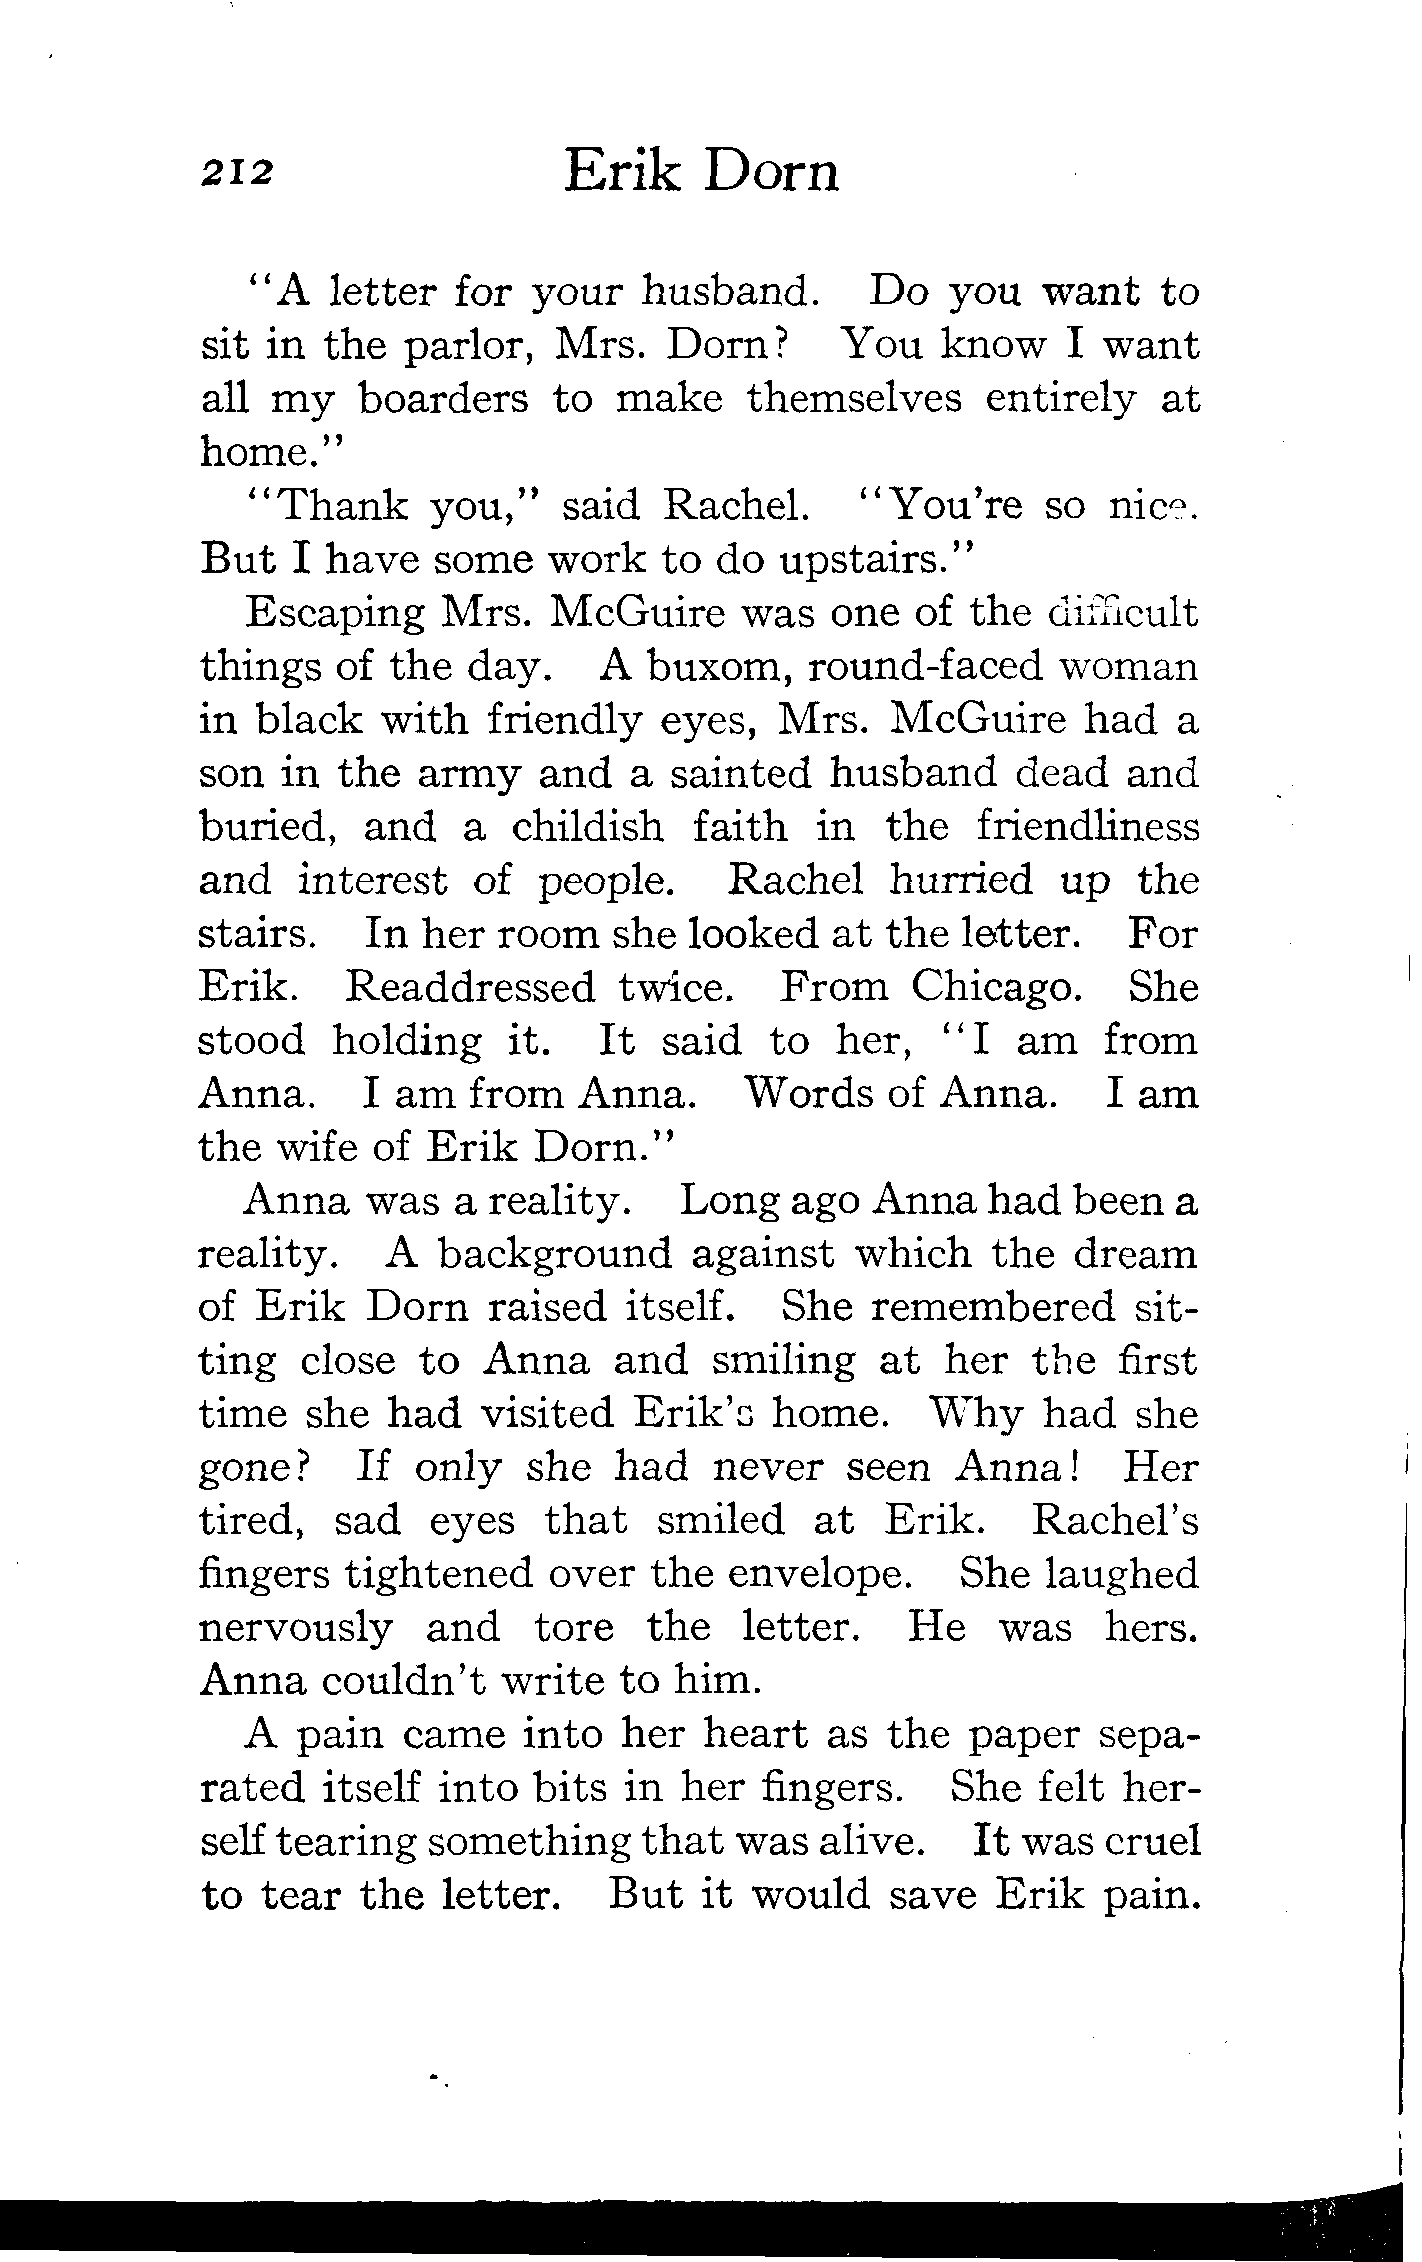 212 Erik Dorn
"A letter for your husband. Do you want to
sit in the parlor, Mrs. Dorn? You know I want
all my boarders to make themselves entirely at
home."
"Thank you," said Rachel. "You're so nice.
But I have some work to do upstairs."
Escaping Mrs. McGuire was one of the difficult
things of the day. A buxom, round-faced woman
in black with friendly eyes, Mrs. McGuire had a
son in the army and a sainted husband dead and
buried, and a childish faith in the friendliness
and interest of people. Rachel hurried up the
stairs. In her room she looked at the letter. For
Erik. Readdressed twice. From Chicago. She
stood holding it. It said to her, "I am from
Anna. I am from Anna. Words of Anna. I am
the wife of Erik Dorn."
Anna was a reality. Long ago Anna had been a
reality. A background against which the dream
of Erik Dorn raised itself. She remembered sit-
ting close to Anna and smiling at her the first
time she had visited Erik's home. Why had she
gone? If only she had never seen Anna! Her
tired, sad eyes that smiled at Erik. Rachel's
fingers tightened over the envelope. She laughed
nervously and tore the letter. He was hers.
Anna couldn't write to him.
A pain came into her heart as the paper sepa-
rated itself into bits in her fingers. She felt her-
self tearing something that was alive. It was cruel
to tear the letter. But it would save Erik pain.